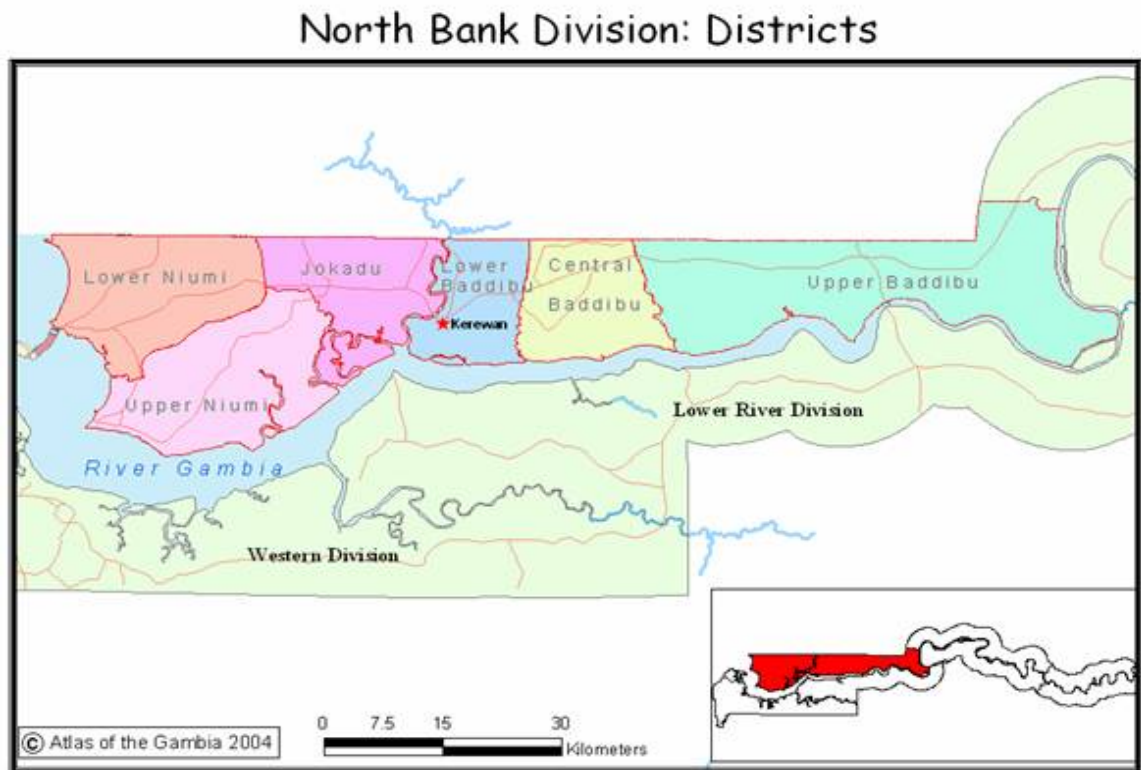 North Bank Division: Districts
Lower Niumi
Jokadu
Lower
Baddibu
Central
Baddibu
Upper Baddibu
Kerewan
Upper Niumi
Lower River Division
River Gambia
Western Division
0 7.5 15 30
Kilometers
© Atlas of the Gambia 2004